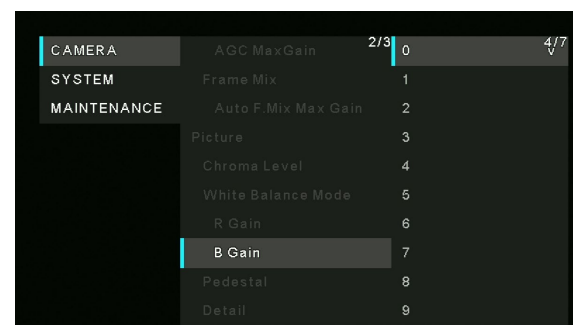 CAMERA
SYSTEM
MAINTENANCE
2/3
AGC MaxGain
Frame Mix
Auto F.Mix Max Gain
Picture
Chroma Level
White Balance Mode
R Gain
B Gain
Pedestal
Detail
4/7
0
1
2
3
4
5
6
7
8
9